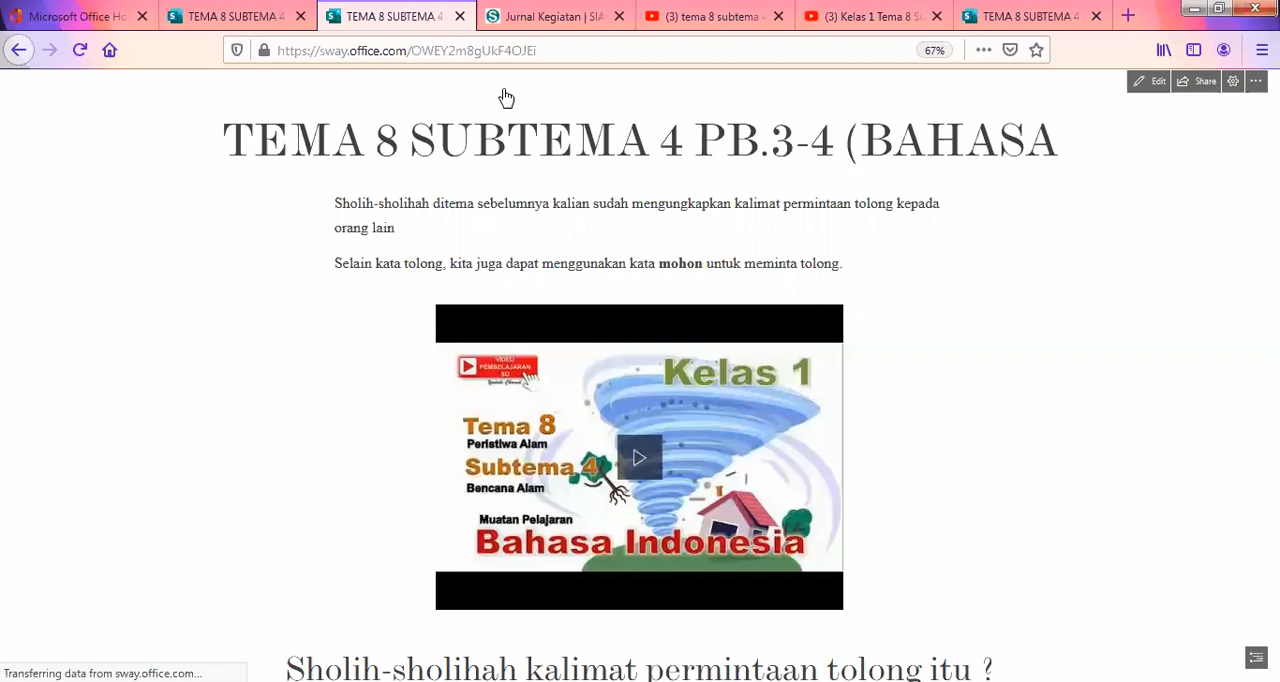 Microsoft Office Ho
TEMA 8 SUBTEMA 4
TEMA 8 SUBTEMA 4
Jurnal Kegiatan | SIA
(3) tema 8 subtema 4
(3) Kelas 1 Tema 8 S
TEMA 8 SUBTEMA 4
https://sway.office.com/OWEY2m8gUkF4OJEi
67%
Edit
Share
TEMA 8 SUBTEMA 4 PB.3-4 (BAHASA
Sholih-sholihah ditema sebelumnya kalian sudah mengungkapkan kalimat permintaan tolong kepada
orang lain
Selain kata tolong, kita juga dapat menggunakan kata mohon untuk meminta tolong.
VIDEO
PEMBELAJARAN
SD
Youtube Channel
Kelas 1
Tema 8
Peristiwa Alam
Subtema 4
Bencana Alam
Muatan Pelajaran
Bahasa Indonesia
Sholih-sholihah kalimat permintaan tolong itu ?
Transferring data from sway.office.com...